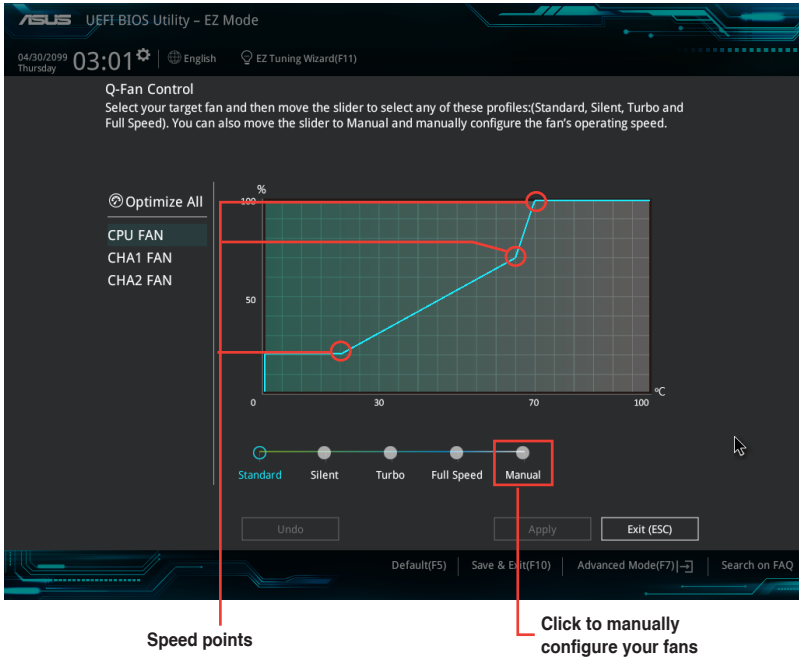 ASUS UEFI BIOS Utility – EZ Mode
04/30/2099
Thursday
03:01
English
EZ Tuning Wizard(F11)
Q-Fan Control
Select your target fan and then move the slider to select any of these profiles:(Standard, Silent, Turbo and
Full Speed). You can also move the slider to Manual and manually configure the fan's operating speed.
Optimize All
CPU FAN
CHA1 FAN
CHA2 FAN
%
100
50
0 30 70 100
ºC
Standard Silent Turbo Full Speed Manual
Undo Apply Exit (ESC)
Default(F5) Save & Exit(F10) Advanced Mode(F7) Search on FAQ
Speed points
Click to manually
configure your fans